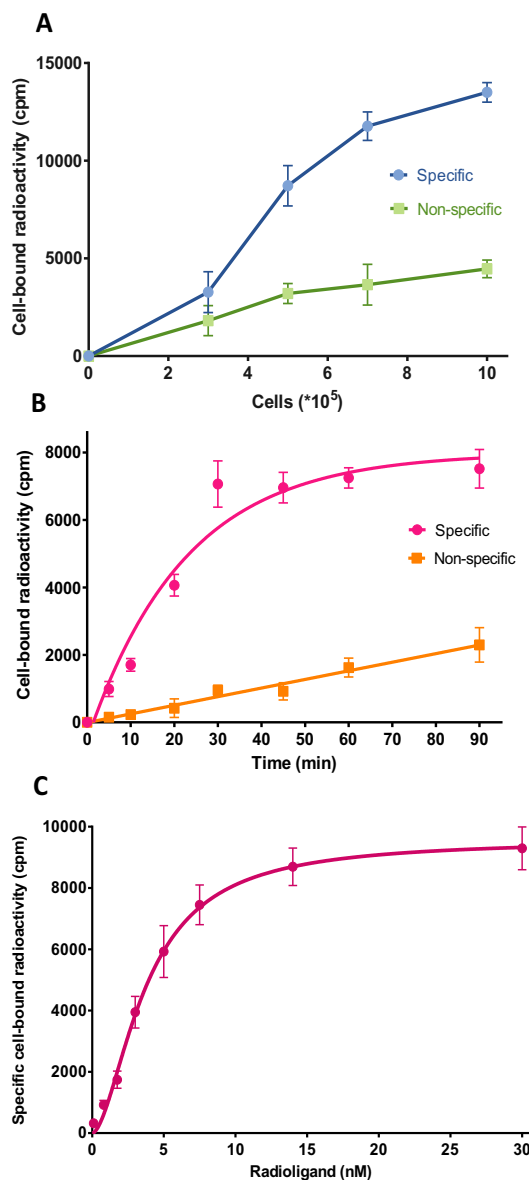 A
Cell-bound radioactivity (cpm)
15000
10000
5000
0
Specific
Non-specific
0 2 4 6 8 10
Cells (*10⁵)
B
Cell-bound radioactivity (cpm)
8000
6000
4000
2000
0
Specific
Non-specific
0 10 20 30 40 50 60 70 80 90
Time (min)
C
Specific cell-bound radioactivity (cpm)
10000
8000
6000
4000
2000
0
0 5 10 15 20 25 30
Radioligand (nM)